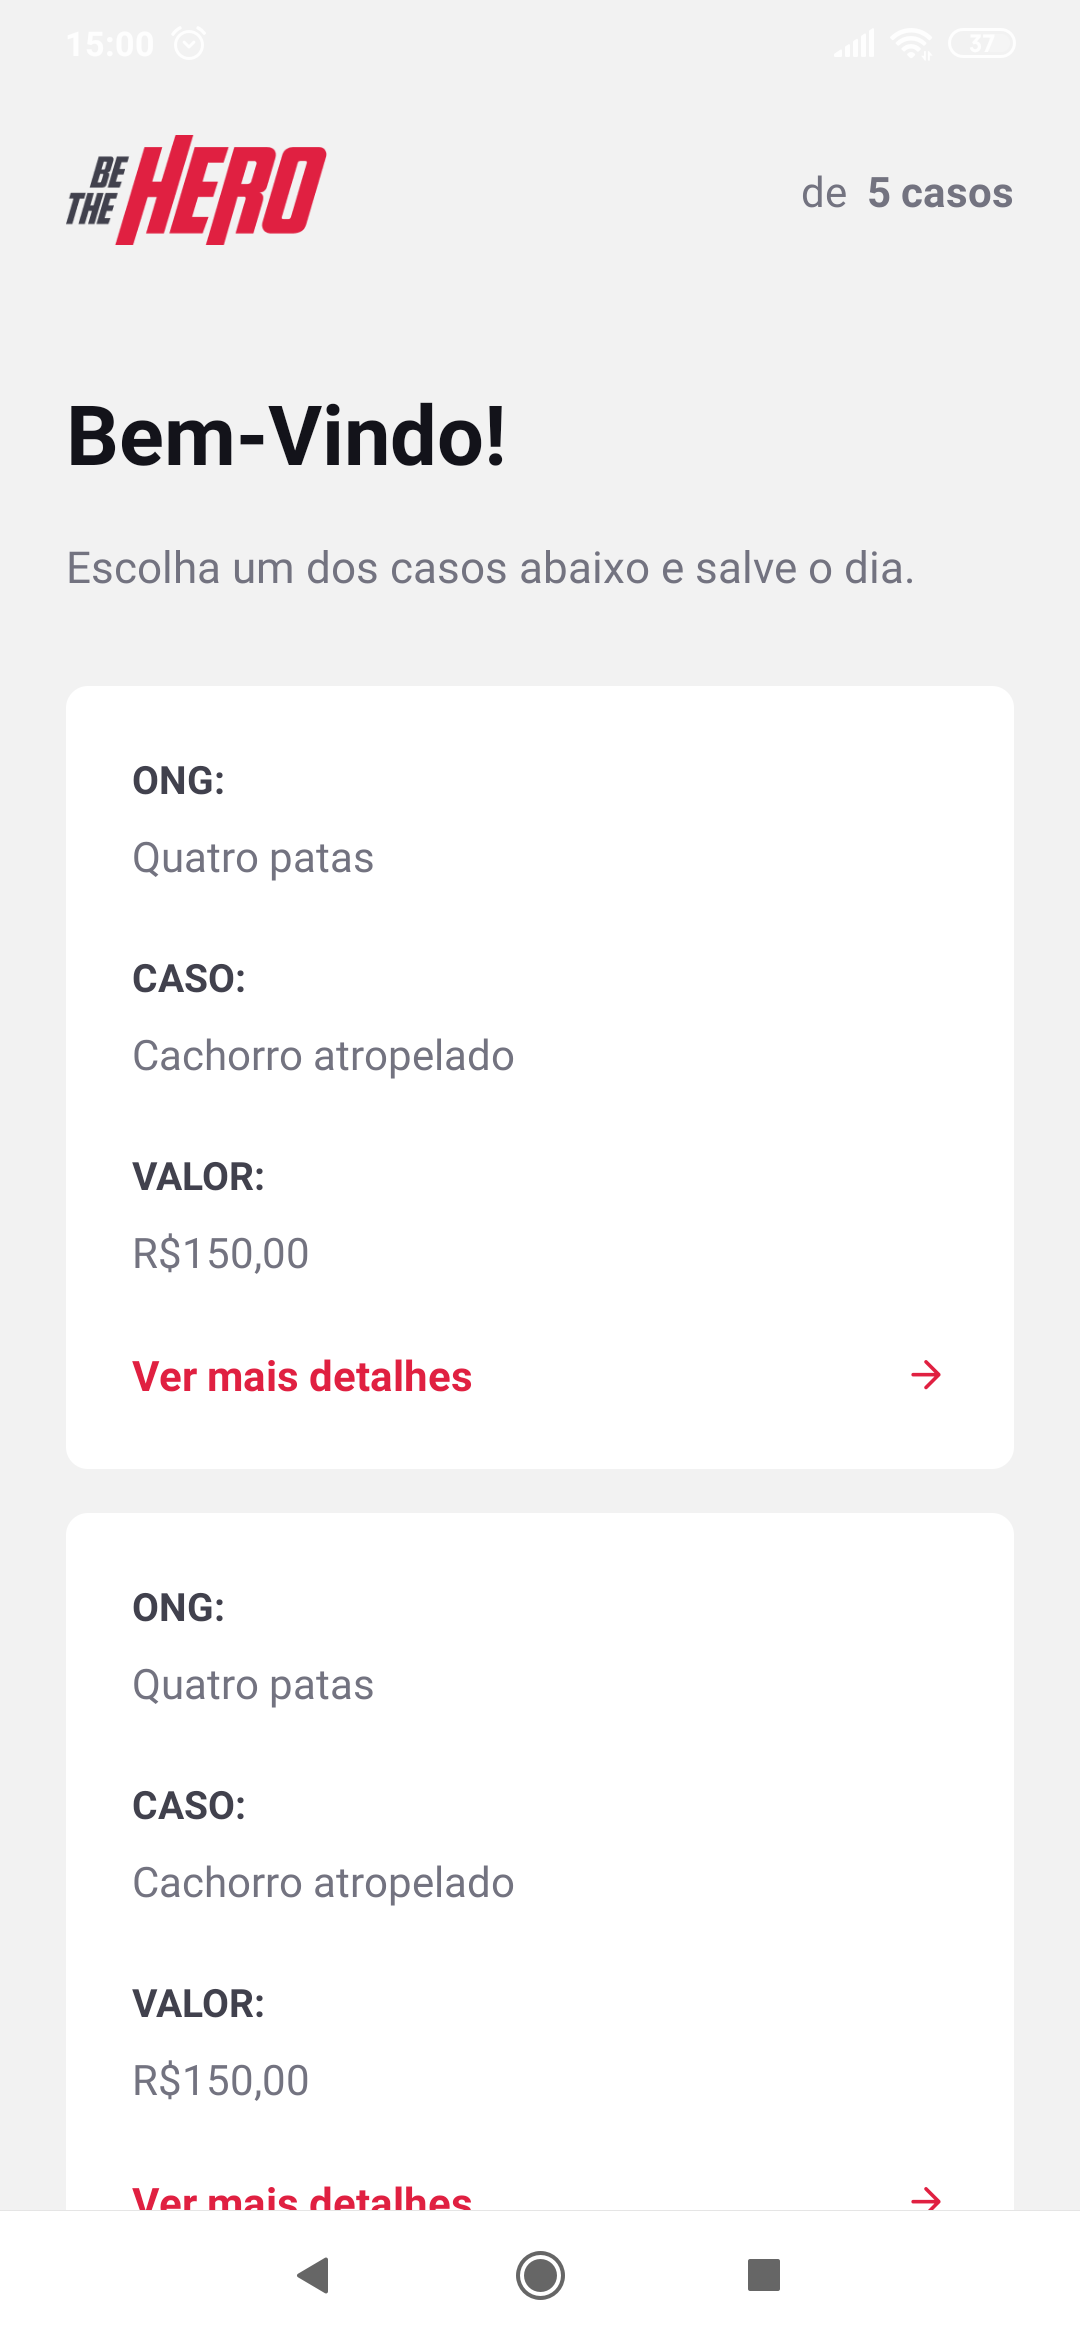 15:00
37
BE THE HERO
de 5 casos
Bem-Vindo!
Escolha um dos casos abaixo e salve o dia.
ONG:
Quatro patas
CASO:
Cachorro atropelado
VALOR:
R$150,00
Ver mais detalhes
ONG:
Quatro patas
CASO:
Cachorro atropelado
VALOR:
R$150,00
Ver mais detalhes